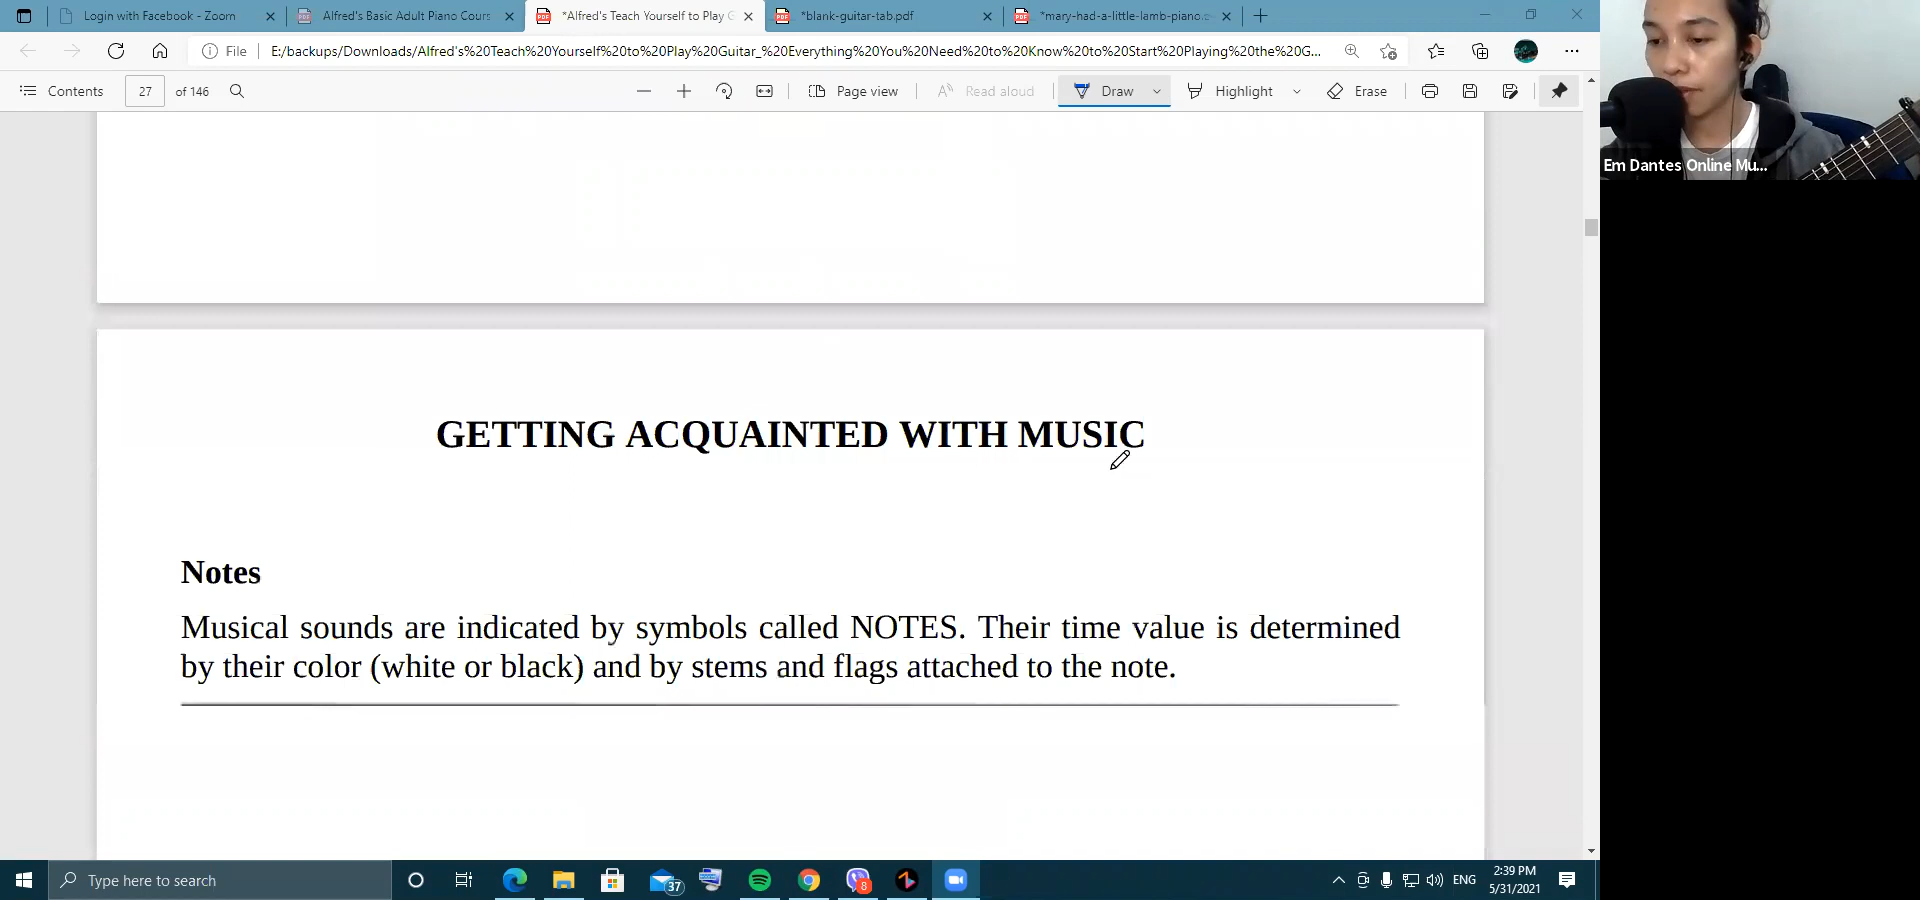 Login with Facebook - Zoom
Alfred's Basic Adult Piano Cours
*Alfred's Teach Yourself to Play G
*blank-guitar-tab.pdf
*mary-had-a-little-lamb-piano.
File
E:/backups/Downloads/Alfred's%20Teach%20Yourself%20to%20Play%20Guitar_%20Everything%20You%20Need%20to%20Know%20to%20Start%20Playing%20the%20G...
Contents
27
of 146
Page view
Read aloud
Draw
Highlight
Erase
Em Dantes Online Mu...
GETTING ACQUAINTED WITH MUSIC
Notes
Musical sounds are indicated by symbols called NOTES. Their time value is determined
by their color (white or black) and by stems and flags attached to the note.
Type here to search
37
8
ENG
2:39 PM
5/31/2021